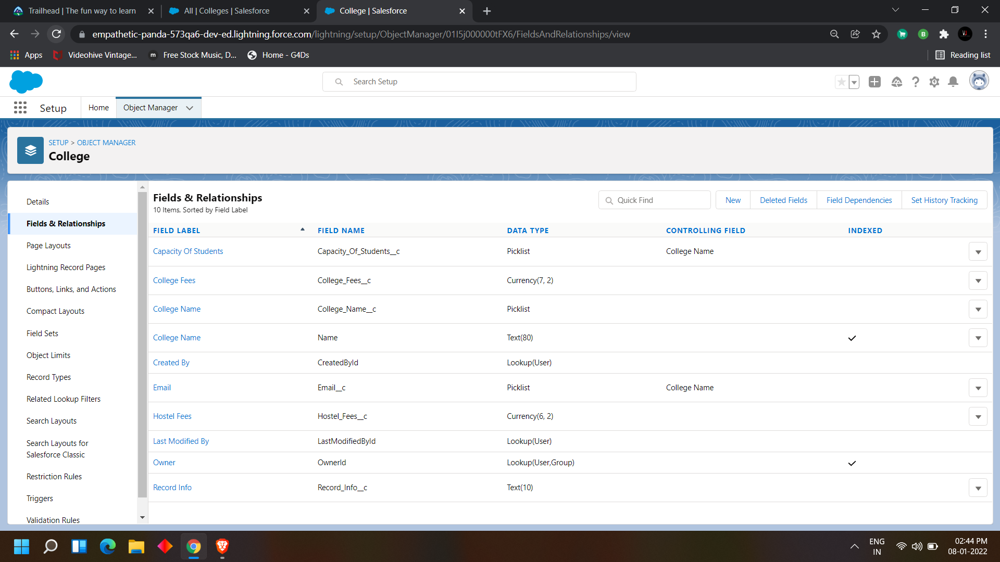 Trailhead | The fun way to learn
All | Colleges | Salesforce
College | Salesforce
empathetic-panda-573qa6-dev-ed.lightning.force.com/lightning/setup/ObjectManager/01I5j000000tFX6/FieldsAndRelationships/view
Apps
Videohive Vintage...
Free Stock Music, D...
Home - G4Ds
Reading list
Search Setup
Setup
Home
Object Manager
SETUP > OBJECT MANAGER
College
Details
Fields & Relationships
Page Layouts
Lightning Record Pages
Buttons, Links, and Actions
Compact Layouts
Field Sets
Object Limits
Record Types
Related Lookup Filters
Search Layouts
Search Layouts for
Salesforce Classic
Restriction Rules
Triggers
Validation Rules
Fields & Relationships
10 Items, Sorted by Field Label
Quick Find
New
Deleted Fields
Field Dependencies
Set History Tracking
FIELD LABEL FIELD NAME DATA TYPE CONTROLLING FIELD INDEXED
Capacity Of Students Capacity_Of_Students__c Picklist College Name
College Fees College_Fees__c Currency(7, 2)
College Name College_Name__c Picklist
College Name Name Text(80)
Created By CreatedById Lookup(User)
Email Email__c Picklist College Name
Hostel Fees Hostel_Fees__c Currency(6, 2)
Last Modified By LastModifiedById Lookup(User)
Owner OwnerId Lookup(User,Group)
Record Info Record_Info__c Text(10)
ENG
IN
02:44 PM
08-01-2022